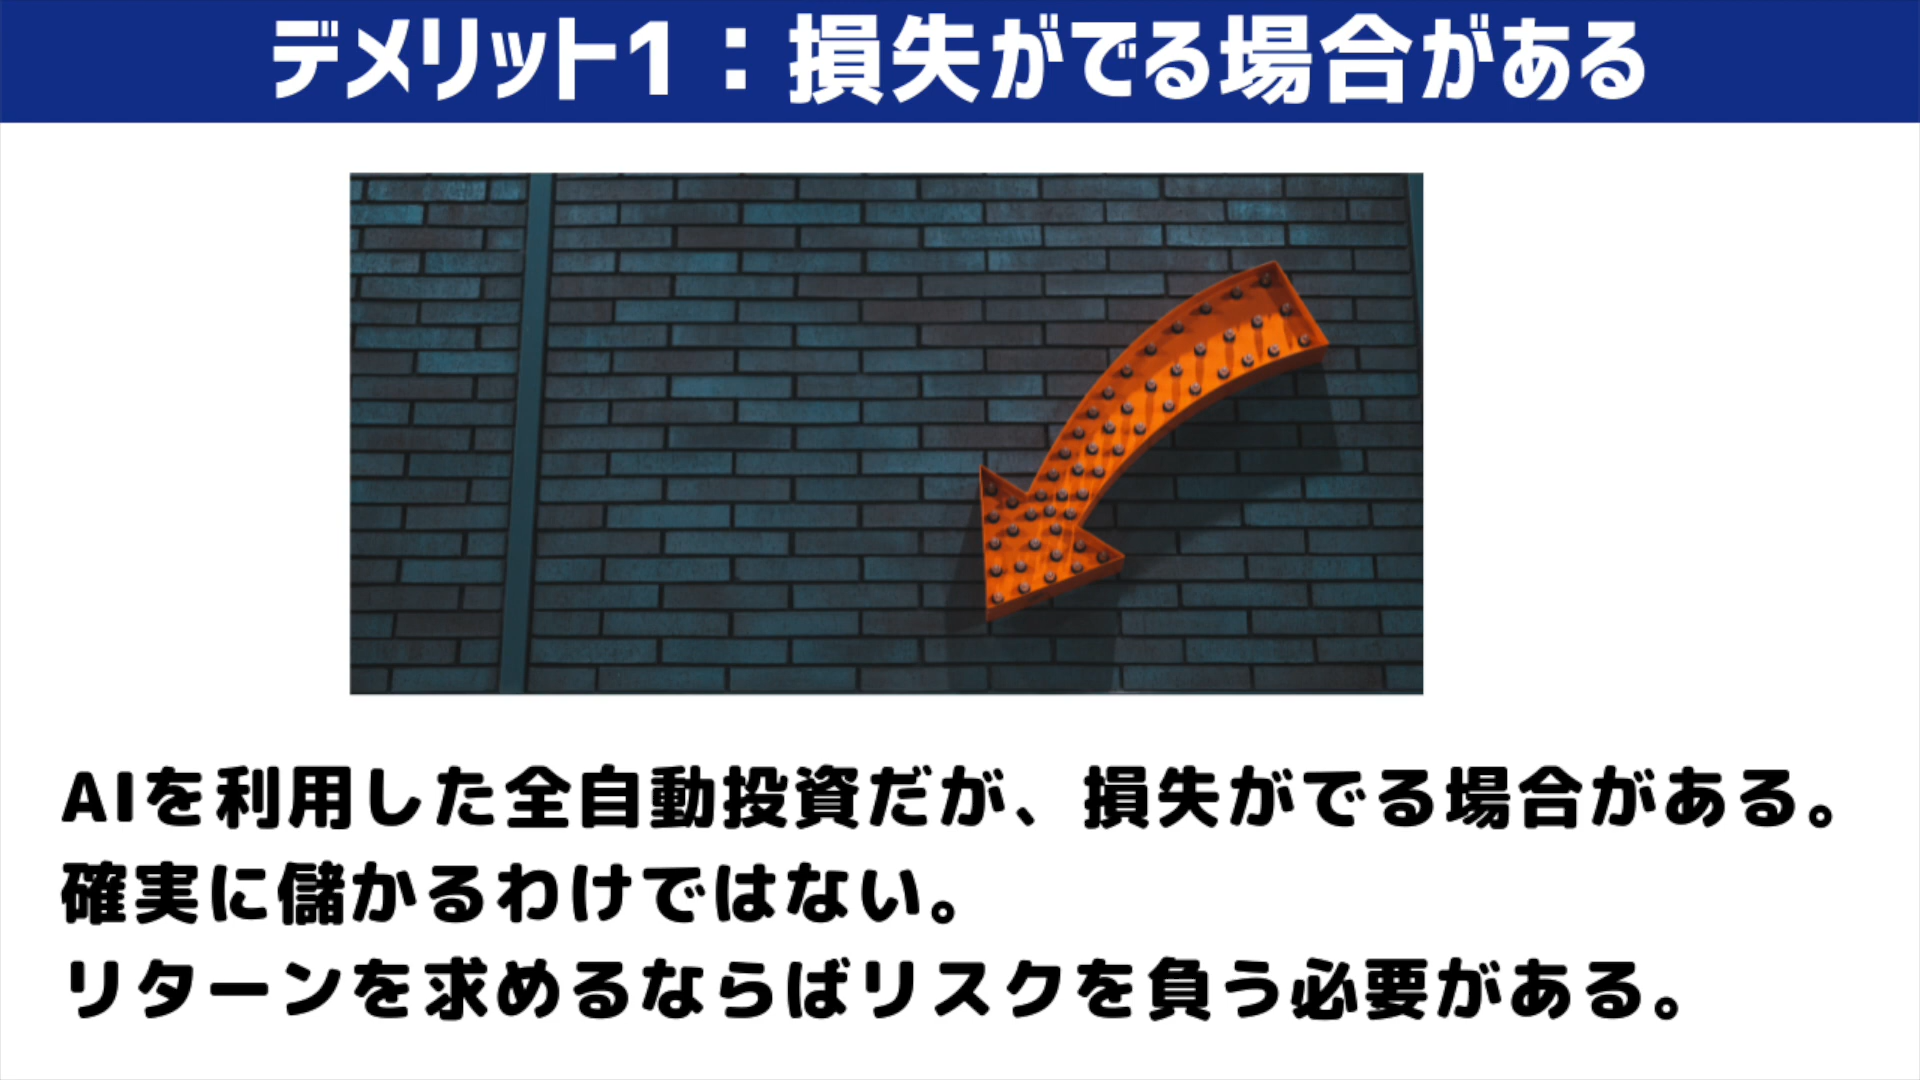 デメリット1：損失がでる場合がある
AIを利用した全自動投資だが、損失がでる場合がある。
確実に儲かるわけではない。
リターンを求めるならばリスクを負う必要がある。